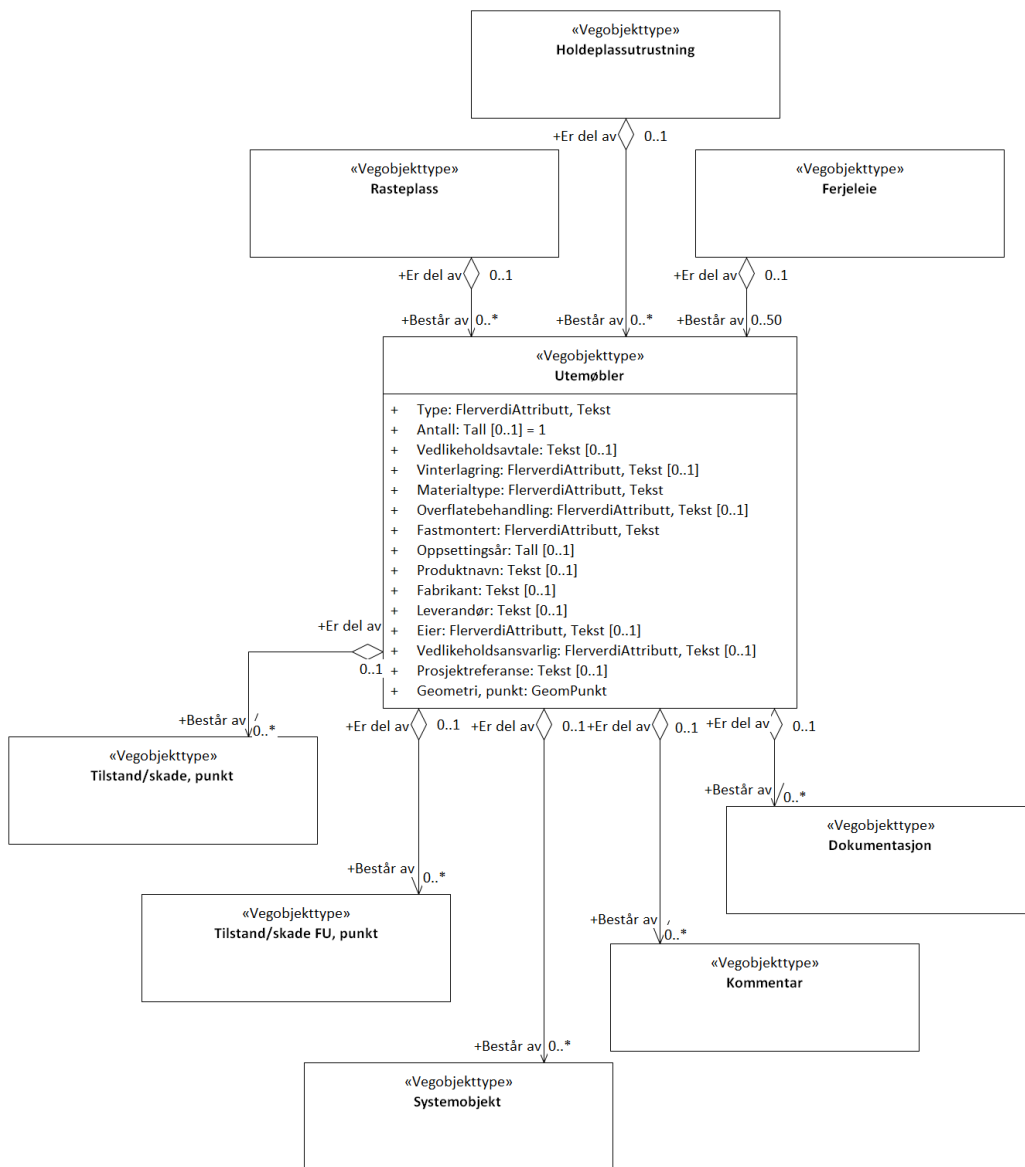 «Vegobjekttype»
Holdeplassutrustning
+Er del av 0..1
«Vegobjekttype»
Rasteplass
«Vegobjekttype»
Ferjeleie
+Er del av 0..1
+Er del av 0..1
+Består av 0..*
+Består av 0..*
+Består av 0..50
«Vegobjekttype»
Utemøbler
+ Type: FlerverdiAttributt, Tekst
+ Antall: Tall [0..1] = 1
+ Vedlikeholdsavtale: Tekst [0..1]
+ Vinterlagring: FlerverdiAttributt, Tekst [0..1]
+ Materialtype: FlerverdiAttributt, Tekst
+ Overflatebehandling: FlerverdiAttributt, Tekst [0..1]
+ Fastmontert: FlerverdiAttributt, Tekst
+ Oppsettingsår: Tall [0..1]
+ Produktnavn: Tekst [0..1]
+ Fabrikant: Tekst [0..1]
+ Leverandør: Tekst [0..1]
+ Eier: FlerverdiAttributt, Tekst [0..1]
+ Vedlikeholdsansvarlig: FlerverdiAttributt, Tekst [0..1]
+ Prosjektreferanse: Tekst [0..1]
+ Geometri, punkt: GeomPunkt
+Er del av
0..1
+Består av
0..*
+Er del av 0..1
+Er del av 0..1
+Er del av 0..1
+Er del av 0..1
«Vegobjekttype»
Tilstand/skade, punkt
+Består av 0..*
«Vegobjekttype»
Dokumentasjon
+Består av 0..*
«Vegobjekttype»
Tilstand/skade FU, punkt
+Består av 0..*
«Vegobjekttype»
Kommentar
+Består av 0..*
«Vegobjekttype»
Systemobjekt